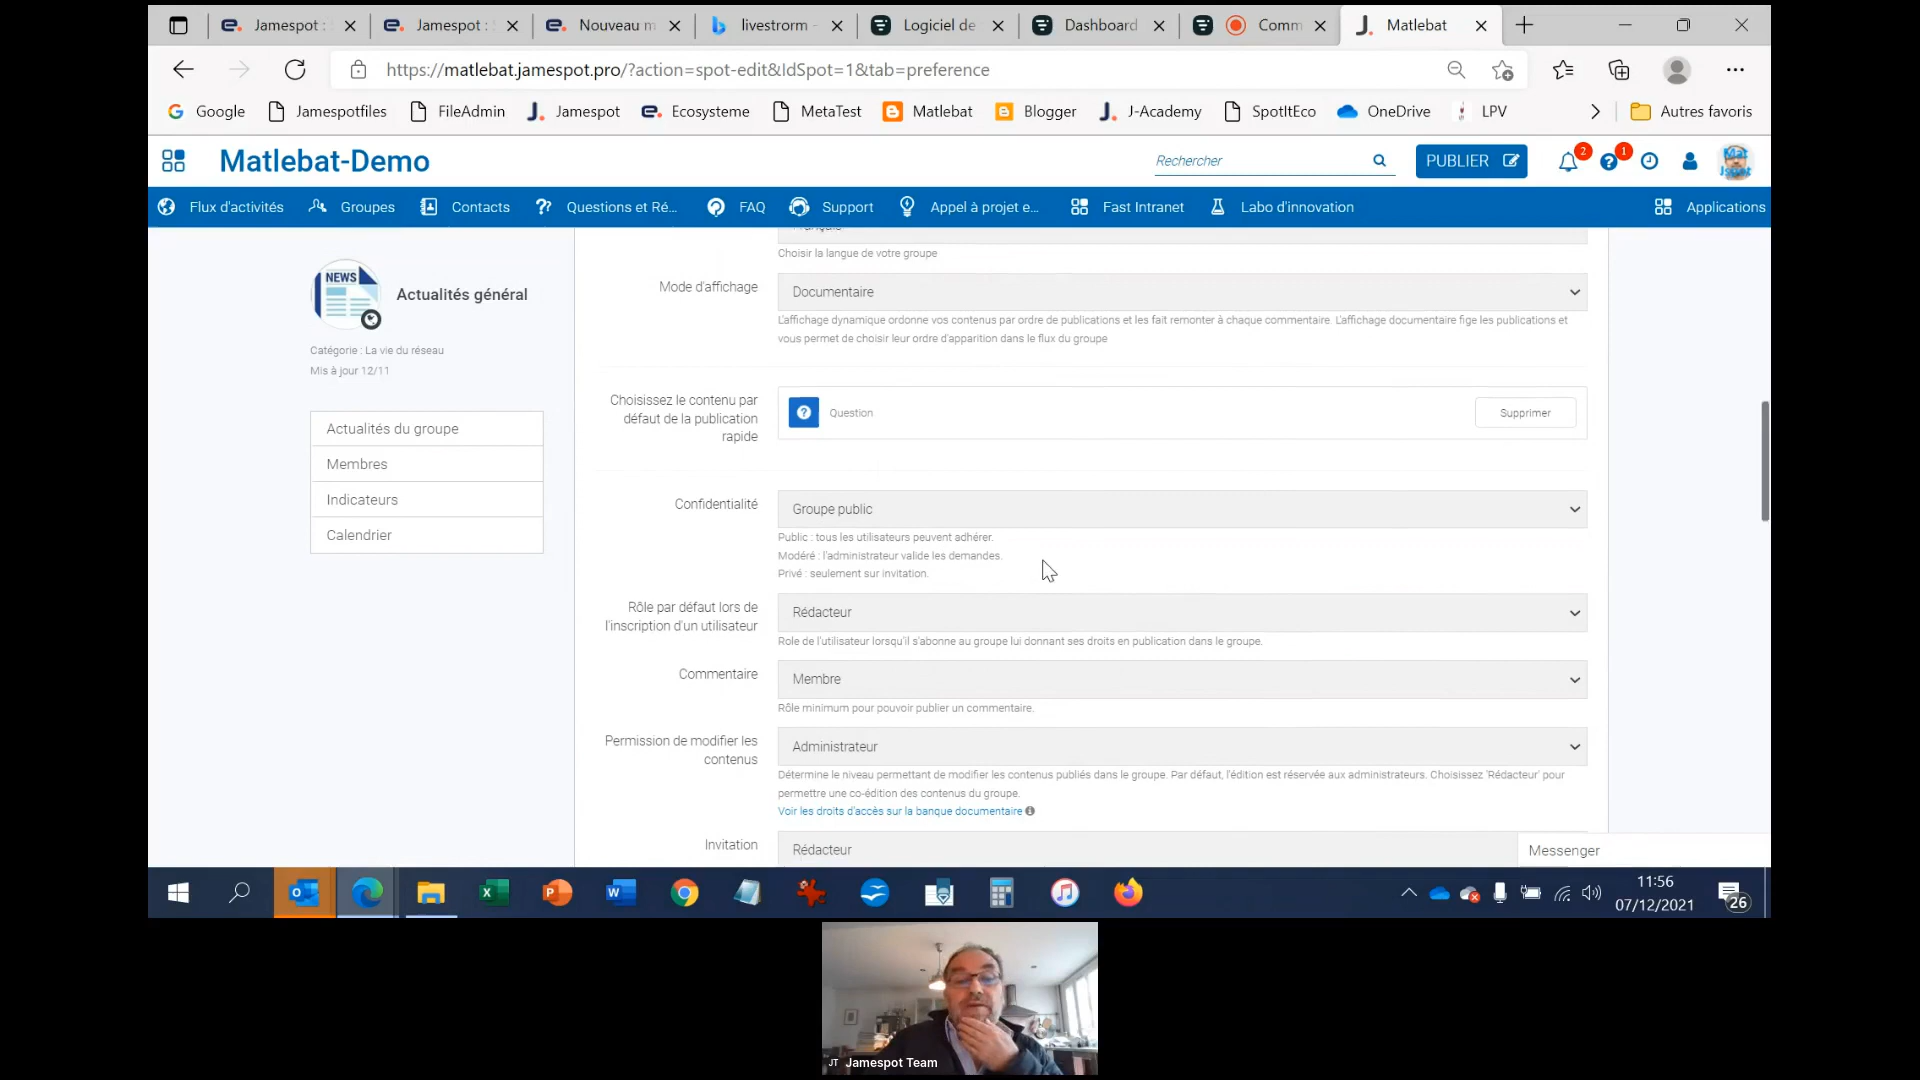 Jamespot :
Jamespot :
Nouveau m
livestrorm -
Logiciel de
Dashboard
Comm
Matlebat
https://matlebat.jamespot.pro/?action=spot-edit&IdSpot=1&tab=preference
Google
Jamespotfiles
FileAdmin
Jamespot
Ecosysteme
MetaTest
Matlebat
Blogger
J-Academy
SpotItEco
OneDrive
LPV
Autres favoris
Matlebat-Demo
Rechercher
PUBLIER
2
1
Flux d'activités
Groupes
Contacts
Questions et Ré...
FAQ
Support
Appel à projet e...
Fast Intranet
Labo d'innovation
Applications
NEWS
Actualités général
Catégorie : La vie du réseau
Mis à jour 12/11
Actualités du groupe
Membres
Indicateurs
Calendrier
Français
Choisir la langue de votre groupe
Mode d'affichage
Documentaire
L'affichage dynamique ordonne vos contenus par ordre de publications et les fait remonter à chaque commentaire. L'affichage documentaire fige les publications et
vous permet de choisir leur ordre d'apparition dans le flux du groupe
Choisissez le contenu par
défaut de la publication
rapide
Question
Supprimer
Confidentialité
Groupe public
Public : tous les utilisateurs peuvent adhérer.
Modéré : l'administrateur valide les demandes.
Privé : seulement sur invitation.
Rôle par défaut lors de
l'inscription d'un utilisateur
Rédacteur
Role de l'utilisateur lorsqu'il s'abonne au groupe lui donnant ses droits en publication dans le groupe.
Commentaire
Membre
Rôle minimum pour pouvoir publier un commentaire.
Permission de modifier les
contenus
Administrateur
Détermine le niveau permettant de modifier les contenus publiés dans le groupe. Par défaut, l'édition est réservée aux administrateurs. Choisissez 'Rédacteur' pour
permettre une co-édition des contenus du groupe.
Voir les droits d'accès sur la banque documentaire
Invitation
Rédacteur
Messenger
11:56
07/12/2021
26
JT Jamespot Team